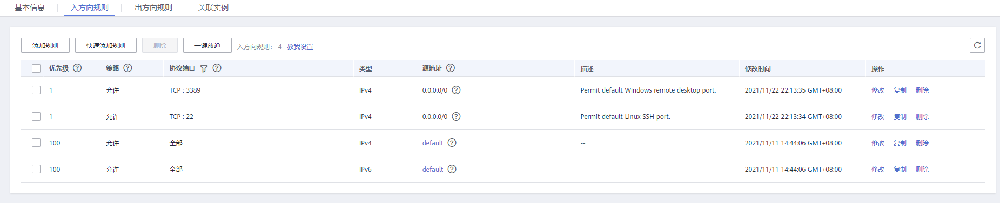 基本信息 入方向规则 出方向规则 关联实例
添加规则 快速添加规则 删除 一键放通 入方向规则： 4 教我设置
优先级 策略 协议端口 类型 源地址 描述 修改时间 操作
1 允许 TCP : 3389 IPv4 0.0.0.0/0 Permit default Windows remote desktop port. 2021/11/22 22:13:35 GMT+08:00 修改 复制 删除
1 允许 TCP : 22 IPv4 0.0.0.0/0 Permit default Linux SSH port. 2021/11/22 22:13:34 GMT+08:00 修改 复制 删除
100 允许 全部 IPv4 default -- 2021/11/11 14:44:06 GMT+08:00 修改 复制 删除
100 允许 全部 IPv6 default -- 2021/11/11 14:44:06 GMT+08:00 修改 复制 删除